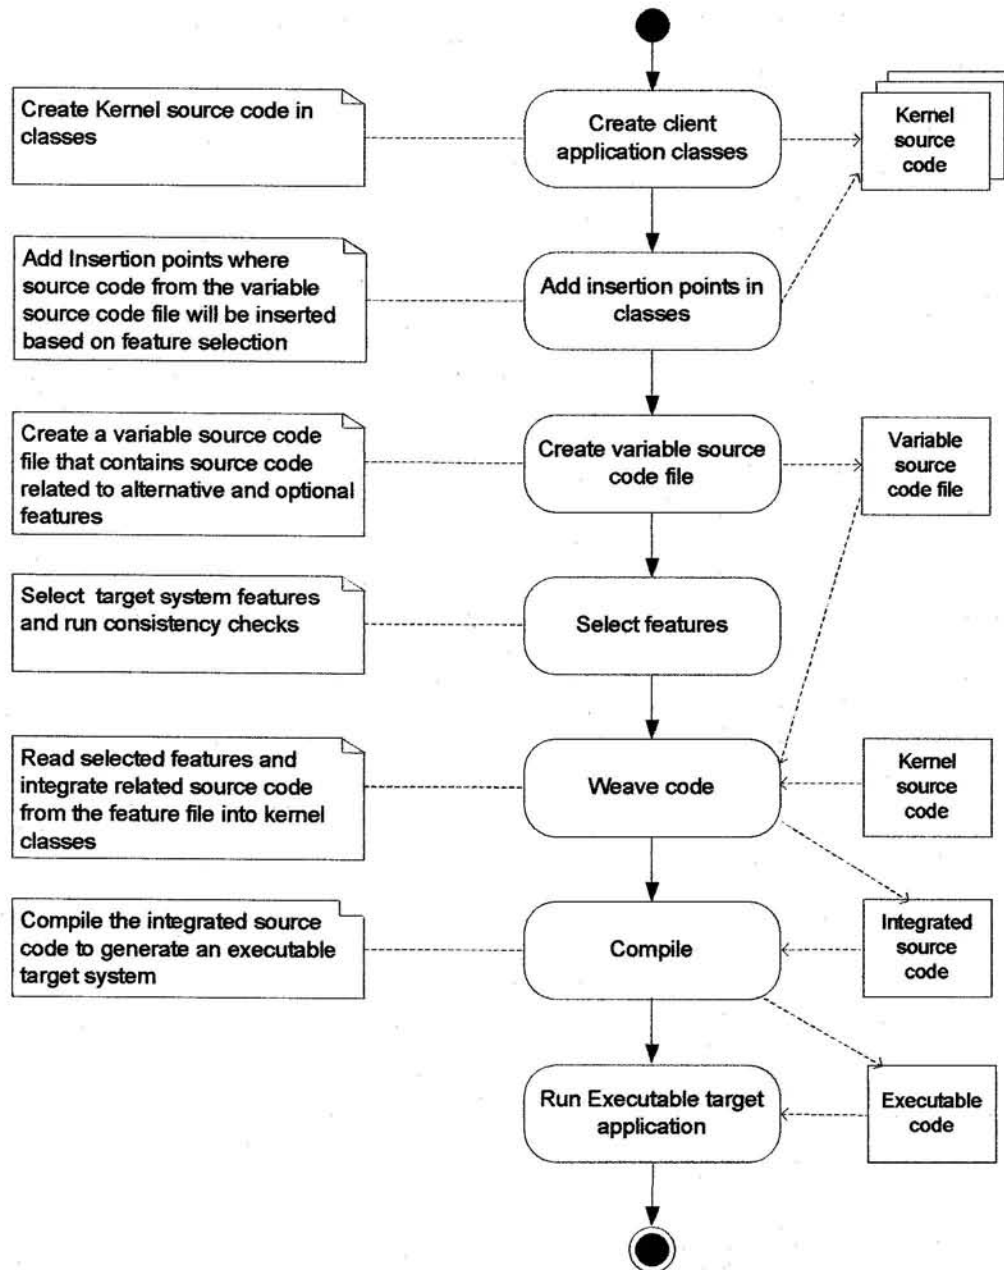 Create Kernel source code in
classes
Create client
application classes
Kernel
source
code
Add Insertion points where
source code from the variable
source code file will be inserted
based on feature selection
Add insertion points in
classes
Create a variable source code
file that contains source code
related to alternative and optional
features
Create variable source
code file
Variable
source
code file
Select target system features
and run consistency checks
Select features
Read selected features and
integrate related source code
from the feature file into kernel
classes
Weave code
Kernel
source
code
Compile the integrated source
code to generate an executable
target system
Compile
Integrated
source
code
Run Executable target
application
Executable
code